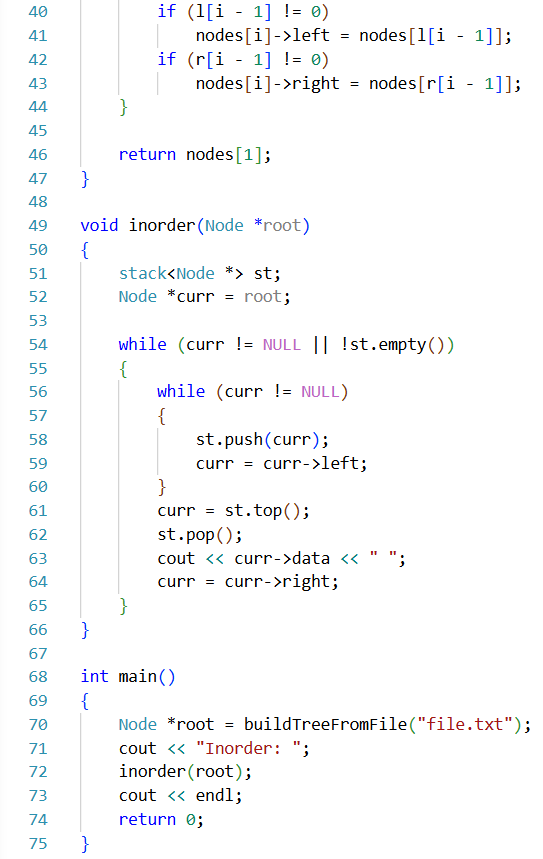 40 if (l[i - 1] != 0)
41 nodes[i]->left = nodes[l[i - 1]];
42 if (r[i - 1] != 0)
43 nodes[i]->right = nodes[r[i - 1]];
44 }
45
46 return nodes[1];
47 }
48
49 void inorder(Node *root)
50 {
51 stack<Node *> st;
52 Node *curr = root;
53
54 while (curr != NULL || !st.empty())
55 {
56 while (curr != NULL)
57 {
58 st.push(curr);
59 curr = curr->left;
60 }
61 curr = st.top();
62 st.pop();
63 cout << curr->data << " ";
64 curr = curr->right;
65 }
66 }
67
68 int main()
69 {
70 Node *root = buildTreeFromFile("file.txt");
71 cout << "Inorder: ";
72 inorder(root);
73 cout << endl;
74 return 0;
75 }